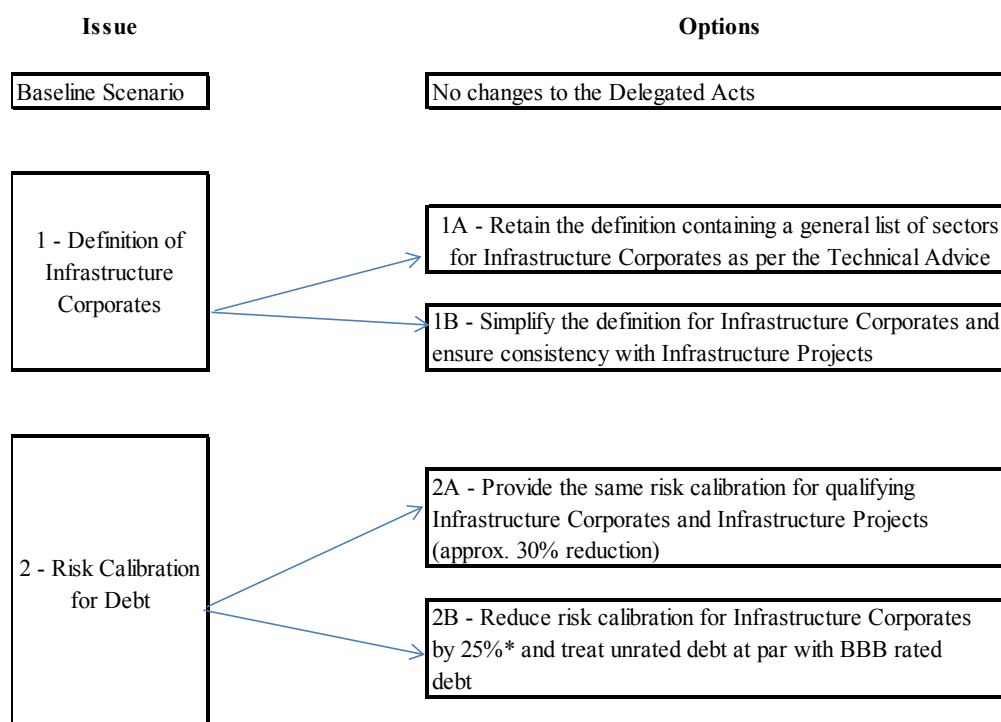 Issue
Options
Baseline Scenario
No changes to the Delegated Acts
1 - Definition of
Infrastructure
Corporates
1A - Retain the definition containing a general list of sectors
for Infrastructure Corporates as per the Technical Advice
1B - Simplify the definition for Infrastructure Corporates and
ensure consistency with Infrastructure Projects
2 - Risk Calibration
for Debt
2A - Provide the same risk calibration for qualifying
Infrastructure Corporates and Infrastructure Projects
(approx. 30% reduction)
2B - Reduce risk calibration for Infrastructure Corporates
by 25%* and treat unrated debt at par with BBB rated
debt